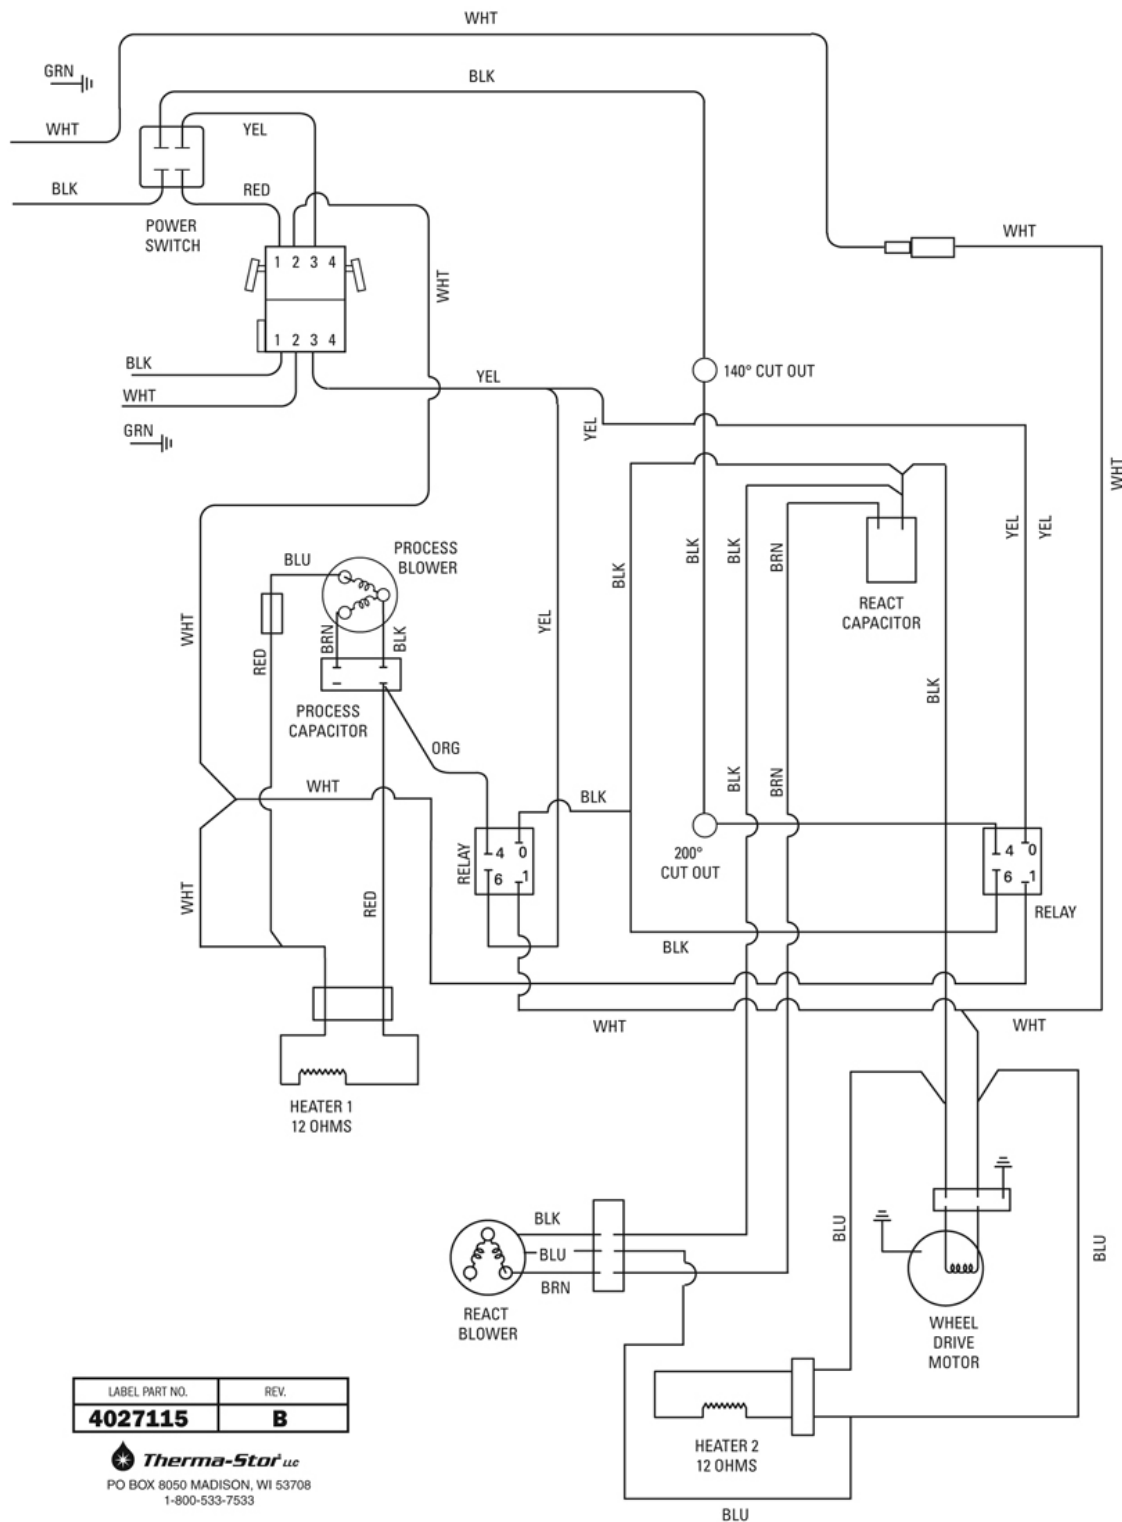 WHT
GRN
BLK
WHT
YEL
BLK
RED
POWER
SWITCH
WHT
1 2 3 4
WHT
1 2 3 4
BLK
140° CUT OUT
YEL
WHT
GRN
YEL
WHT
PROCESS
BLOWER
BLU
YEL
YEL
BLK
BLK
BLK
BRN
REACT
CAPACITOR
YEL
WHT
BRN
BLK
RED
BLK
PROCESS
CAPACITOR
ORG
WHT
BLK
BRN
BLK
4 0
6 1
RELAY
200°
CUT OUT
4 0
6 1
RELAY
WHT
RED
BLK
WHT
WHT
HEATER 1
12 OHMS
BLK
BLU
BRN
REACT
BLOWER
BLU
BLU
WHEEL
DRIVE
MOTOR
HEATER 2
12 OHMS
BLU
LABEL PART NO. REV.
4027115 B
Therma-Stor LLC
PO BOX 8050 MADISON, WI 53708
1-800-533-7533